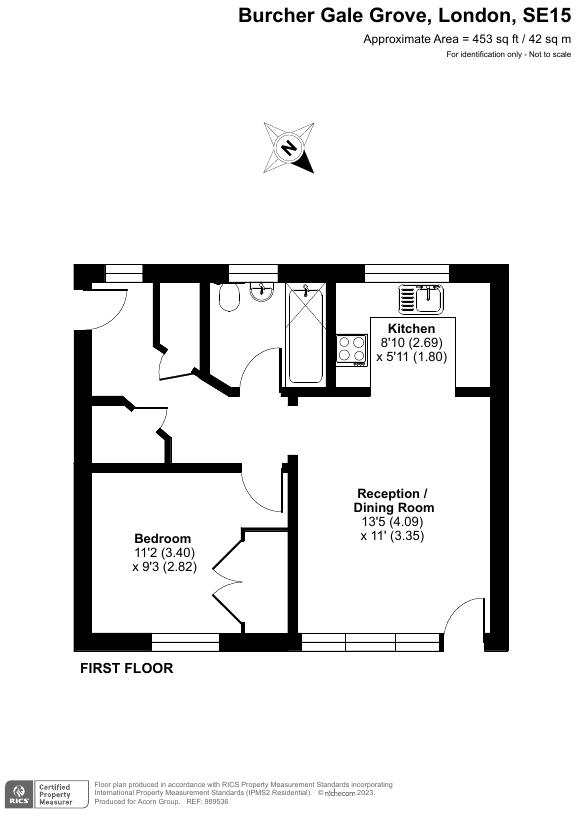 Burcher Gale Grove, London, SE15
Approximate Area = 453 sq ft / 42 sq m
For identification only - Not to scale
N
Kitchen
8'10 (2.69)
x 5'11 (1.80)
Reception /
Dining Room
13'5 (4.09)
x 11' (3.35)
Bedroom
11'2 (3.40)
x 9'3 (2.82)
FIRST FLOOR
RICS
Certified
Property
Measurer
Floor plan produced in accordance with RICS Property Measurement Standards incorporating
International Property Measurement Standards (IPMS2 Residential). © nichecom 2023.
Produced for Acorn Group. REF: 989536